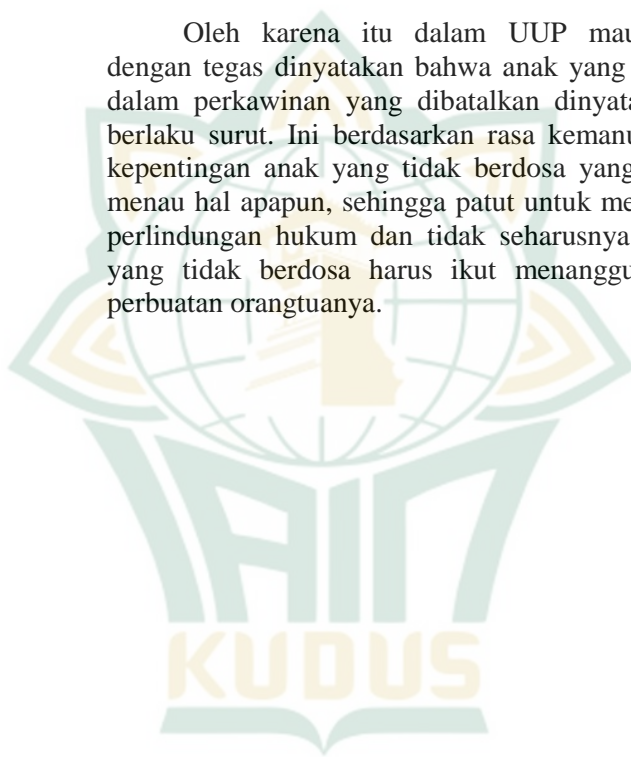 Oleh karena itu dalam UUP mau
dengan tegas dinyatakan bahwa anak yang
dalam perkawinan yang dibatalkan dinyata
berlaku surut. Ini berdasarkan rasa kemanu
kepentingan anak yang tidak berdosa yang
menau hal apapun, sehingga patut untuk me
perlindungan hukum dan tidak seharusnya
yang tidak berdosa harus ikut menanggu
perbuatan orangtuanya.
IAIN
KUDUS